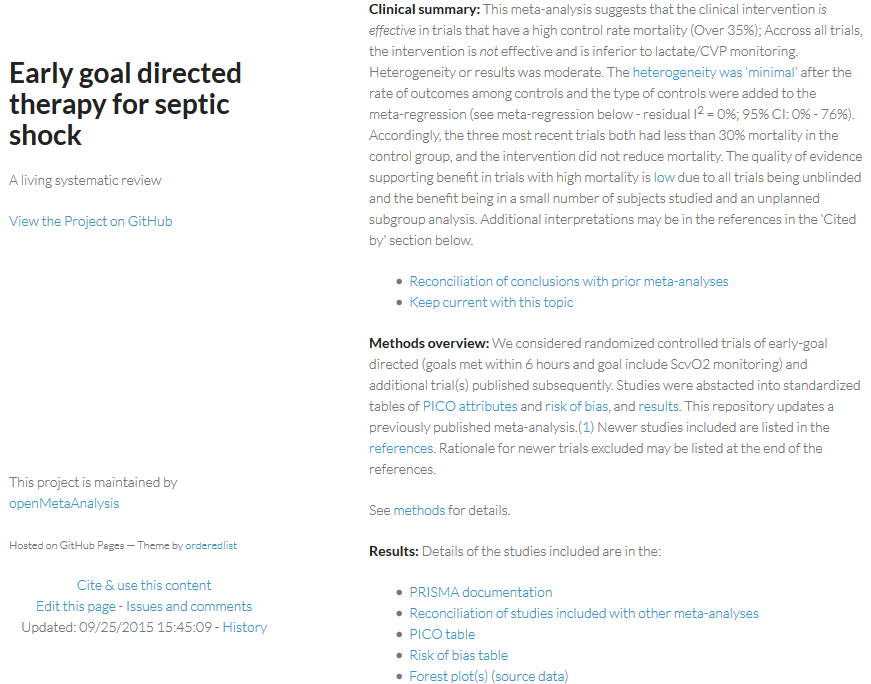 Early goal directed
therapy for septic
shock
A living systematic review
View the Project on GitHub
This project is maintained by
openMetaAnalysis
Hosted on GitHub Pages — Theme by orderedlist
Cite & use this content
Edit this page - Issues and comments
Updated: 09/25/2015 15:45:09 - History
Clinical summary: This meta-analysis suggests that the clinical intervention is
effective in trials that have a high control rate mortality (Over 35%); Accross all trials,
the intervention is not effective and is inferior to lactate/CVP monitoring.
Heterogeneity or results was moderate. The heterogeneity was 'minimal' after the
rate of outcomes among controls and the type of controls were added to the
meta-regression (see meta-regression below - residual I2 = 0%; 95% CI: 0% - 76%).
Accordingly, the three most recent trials both had less than 30% mortality in the
control group, and the intervention did not reduce mortality. The quality of evidence
supporting benefit in trials with high mortality is low due to all trials being unblinded
and the benefit being in a small number of subjects studied and an unplanned
subgroup analysis. Additional interpretations may be in the references in the 'Cited
by' section below.
• Reconciliation of conclusions with prior meta-analyses
• Keep current with this topic
Methods overview: We considered randomized controlled trials of early-goal
directed (goals met within 6 hours and goal include ScvO2 monitoring) and
additional trial(s) published subsequently. Studies were abstacted into standardized
tables of PICO attributes and risk of bias, and results. This repository updates a
previously published meta-analysis.(1) Newer studies included are listed in the
references. Rationale for newer trials excluded may be listed at the end of the
references.
See methods for details.
Results: Details of the studies included are in the:
• PRISMA documentation
• Reconciliation of studies included with other meta-analyses
• PICO table
• Risk of bias table
• Forest plot(s) (source data)